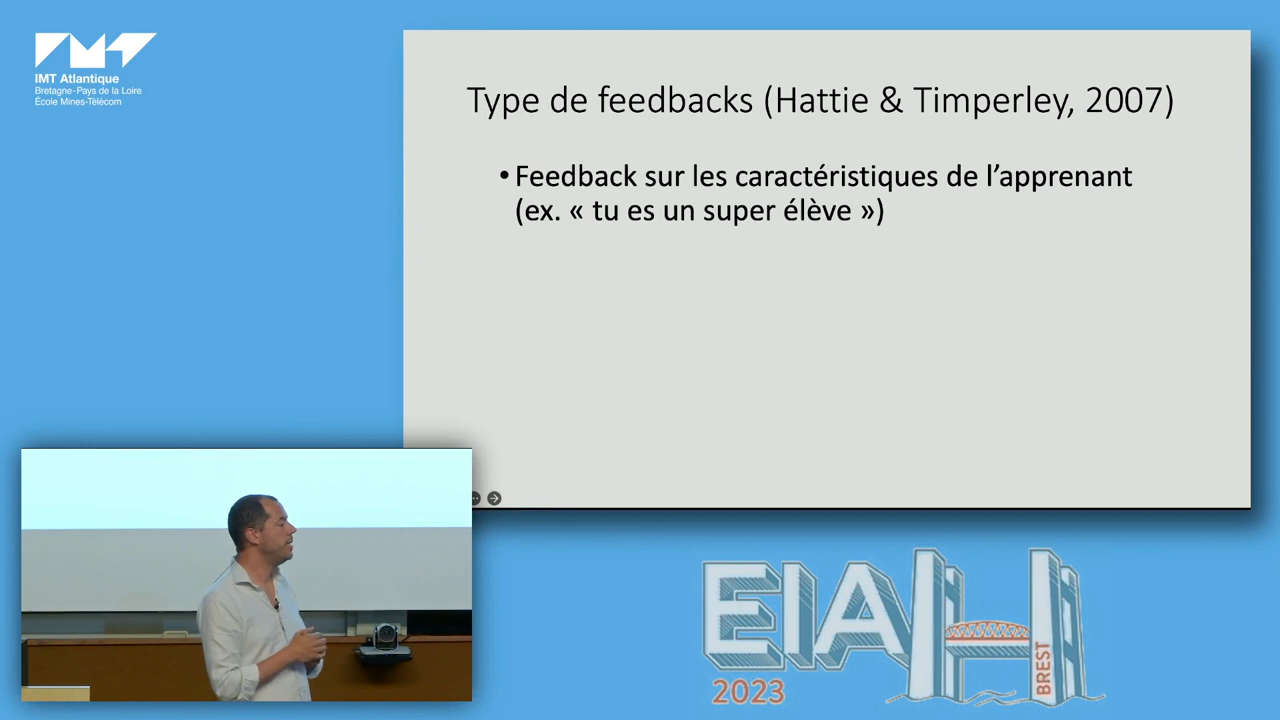 IMT Atlantique
Bretagne-Pays de la Loire
École Mines-Télécom
Type de feedbacks (Hattie & Timperley, 2007)
• Feedback sur les caractéristiques de l'apprenant
(ex. « tu es un super élève »)
EIAH
2023
BREST